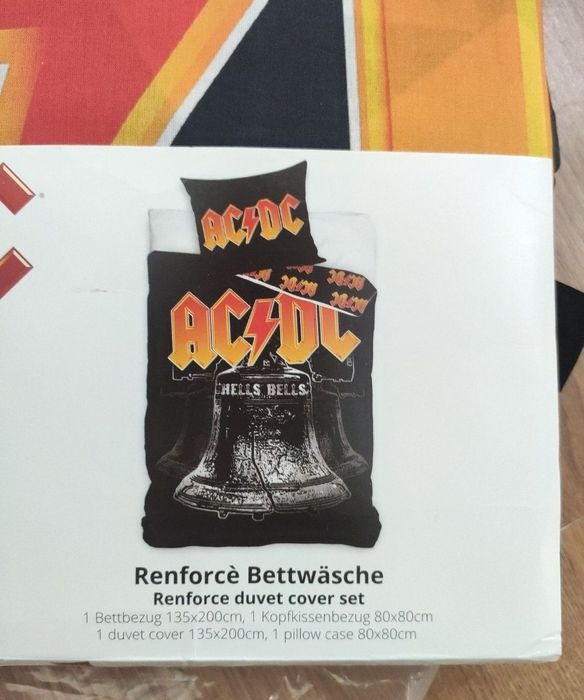 AC DC
AC DC
HELLS BELLS
Renforcè Bettwäsche
Renforce duvet cover set
1 Bettbezug 135x200cm, 1 Kopfkissenbezug 80x80cm
1 duvet cover 135x200cm, 1 pillow case 80x80cm